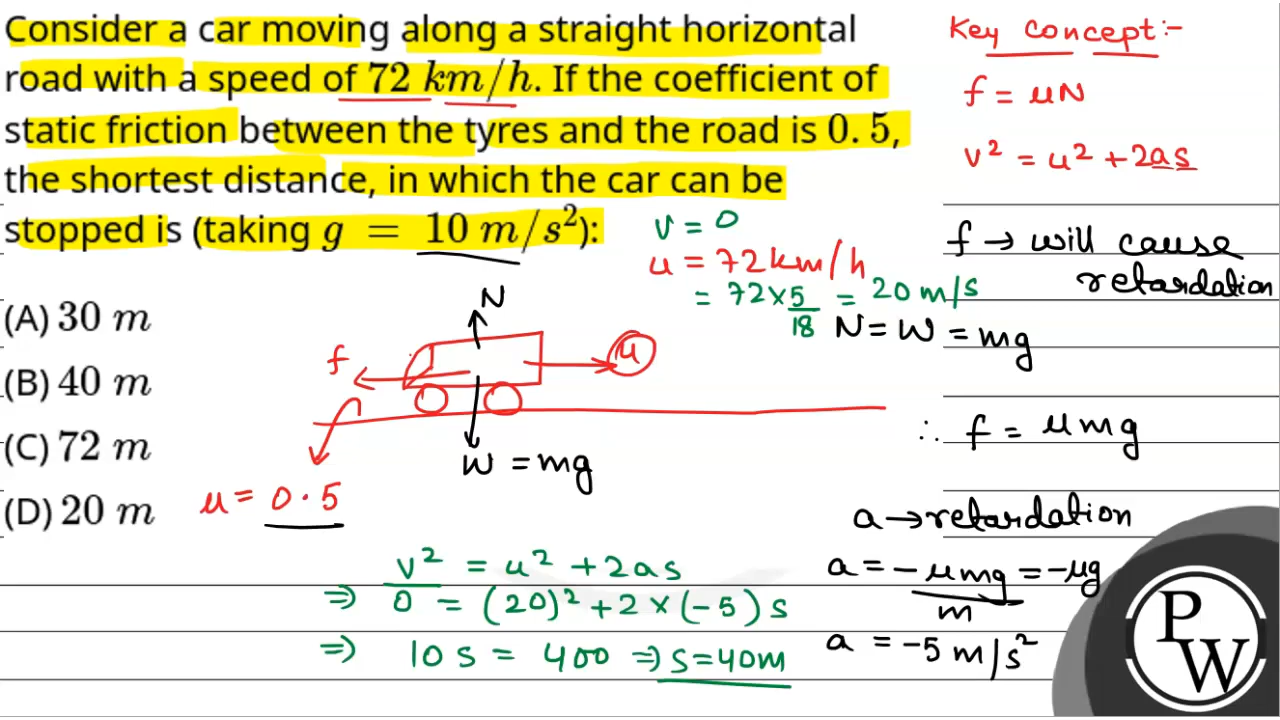 Consider a car moving along a straight horizontal
road with a speed of 72 km/h. If the coefficient of
static friction between the tyres and the road is 0.5,
the shortest distance, in which the car can be
stopped is (taking g = 10 m/s²):
(A) 30 m
(B) 40 m
(C) 72 m
(D) 20 m
Key concept:-
f = μN
v² = u² + 2as
f → will cause
retardation
v = 0
u = 72 km/h
= 72 × 5/18 = 20 m/s
N = W = mg
∴ f = μmg
N
f
u
W = mg
μ = 0.5
a → retardation
a = -μmg/m = -μg
a = -5 m/s²
v² = u² + 2as
⇒ 0 = (20)² + 2 × (-5) s
⇒ 10 s = 400 ⇒ s = 40m
P
W